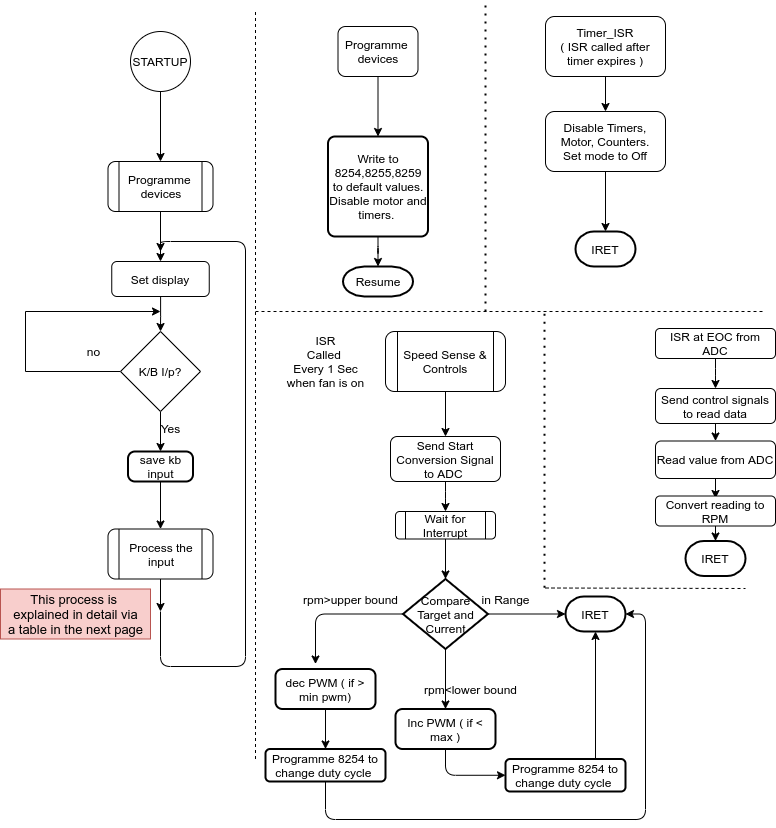 STARTUP
Programme
devices
Set display
no
K/B I/p?
Yes
save kb
input
Process the
input
This process is
explained in detail via
a table in the next page
Programme
devices
Write to
8254,8255,8259
to default values.
Disable motor and
timers.
Resume
Timer_ISR
( ISR called after
timer expires )
Disable Timers,
Motor, Counters.
Set mode to Off
IRET
ISR
Called
Every 1 Sec
when fan is on
Speed Sense &
Controls
Send Start
Conversion Signal
to ADC
Wait for
Interrupt
rpm>upper bound
Compare
Target and
Current
in Range
IRET
dec PWM ( if >
min pwm)
rpm<lower bound
Inc PWM ( if <
max )
Programme 8254 to
change duty cycle
Programme 8254 to
change duty cycle
ISR at EOC from
ADC
Send control signals
to read data
Read value from ADC
Convert reading to
RPM
IRET